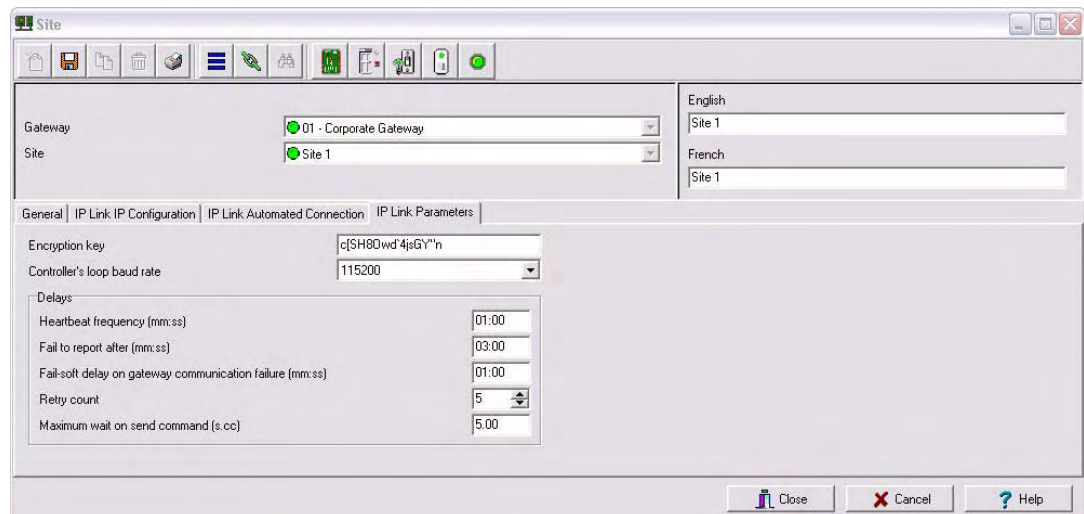 Site
English
Gateway
01 - Corporate Gateway
Site 1
Site
Site 1
French
Site 1
General
IP Link IP Configuration
IP Link Automated Connection
IP Link Parameters
Encryption key
c[SH8Dwd`4jsGY"'n
Controller's loop baud rate
115200
Delays
Heartbeat frequency (mm:ss)
01:00
Fail to report after (mm:ss)
03:00
Fail-soft delay on gateway communication failure (mm:ss)
01:00
Retry count
5
Maximum wait on send command (s.cc)
5.00
Close
Cancel
Help